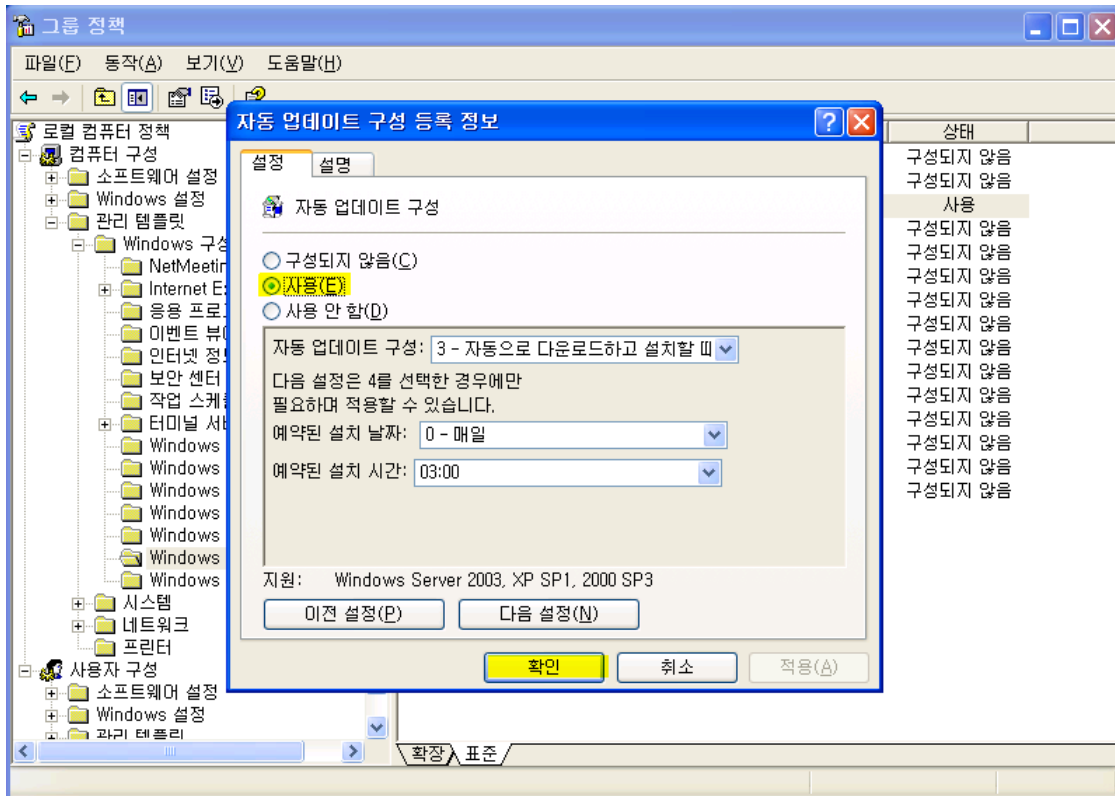 그룹 정책
파일(F) 동작(A) 보기(V) 도움말(H)
로컬 컴퓨터 정책
컴퓨터 구성
소프트웨어 설정
Windows 설정
관리 템플릿
Windows 구성
NetMeetin
Internet E
응용 프로그
이벤트 뷰어
인터넷 정보
보안 센터
작업 스케줄
터미널 서비
Windows
Windows
Windows
Windows
Windows
Windows
Windows
시스템
네트워크
프린터
사용자 구성
소프트웨어 설정
Windows 설정
관리 템플릿
자동 업데이트 구성 등록 정보
설정 설명
자동 업데이트 구성
구성되지 않음(C)
사용(E)
사용 안 함(D)
자동 업데이트 구성: 3 - 자동으로 다운로드하고 설치할
다음 설정은 4를 선택한 경우에만
필요하며 적용할 수 있습니다.
예약된 설치 날짜: 0 - 매일
예약된 설치 시간: 03:00
지원: Windows Server 2003, XP SP1, 2000 SP3
이전 설정(P) 다음 설정(N)
확인 취소 적용(A)
상태
구성되지 않음
구성되지 않음
사용
구성되지 않음
구성되지 않음
구성되지 않음
구성되지 않음
구성되지 않음
구성되지 않음
구성되지 않음
구성되지 않음
구성되지 않음
구성되지 않음
구성되지 않음
구성되지 않음
확장 표준